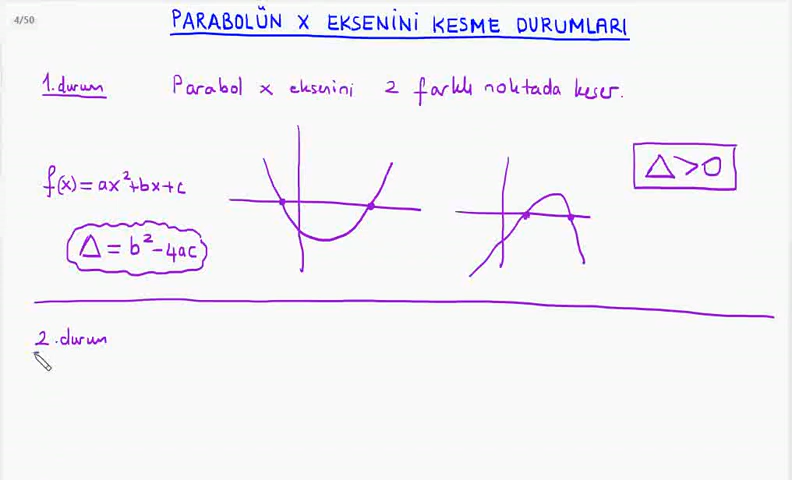 4/50
PARABOLÜN X EKSENİNİ KESME DURUMLARI
1.durum Parabol x eksenini 2 farklı noktada keser.
Δ>0
f(x)=ax²+bx+c
Δ=b²-4ac
2.durum